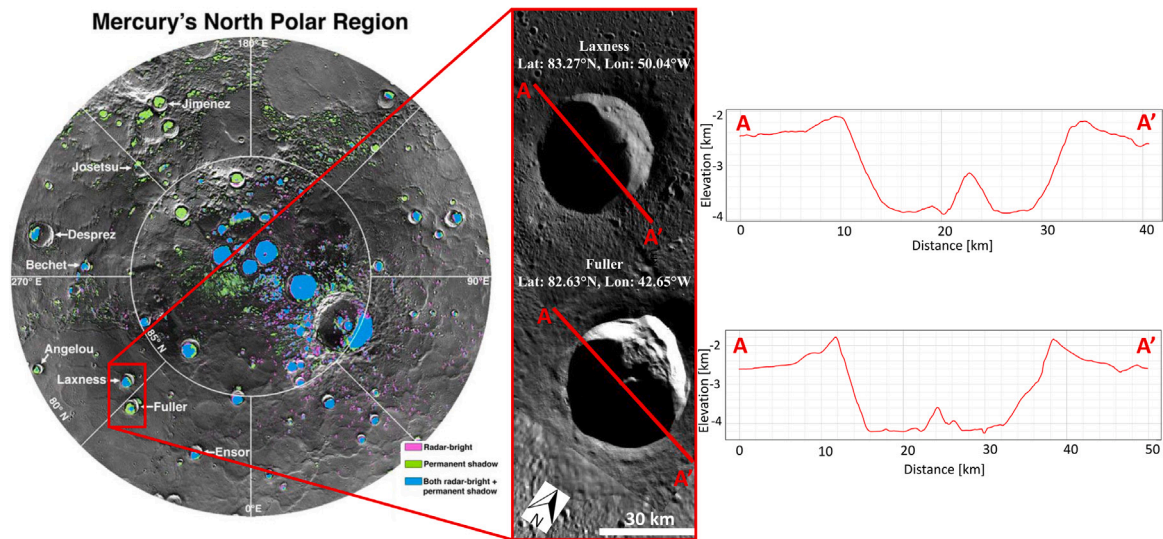 Mercury's North Polar Region
180° E
Jimenez
Josetsu
Desprez
Bechet
270° E
90°E
85° N
Angelou
Laxness
80° N
Fuller
Ensor
0°E
Radar-bright
Permanent shadow
Both radar-bright +
permanent shadow
Laxness
Lat: 83.27°N, Lon: 50.04°W
A
A'
Fuller
Lat: 82.63°N, Lon: 42.65°W
A
A'
N
30 km
A
A'
Elevation [km]
-2
-3
-4
0 10 20 30 40
Distance [km]
A
A'
Elevation [km]
-2
-3
-4
0 10 20 30 40 50
Distance [km]